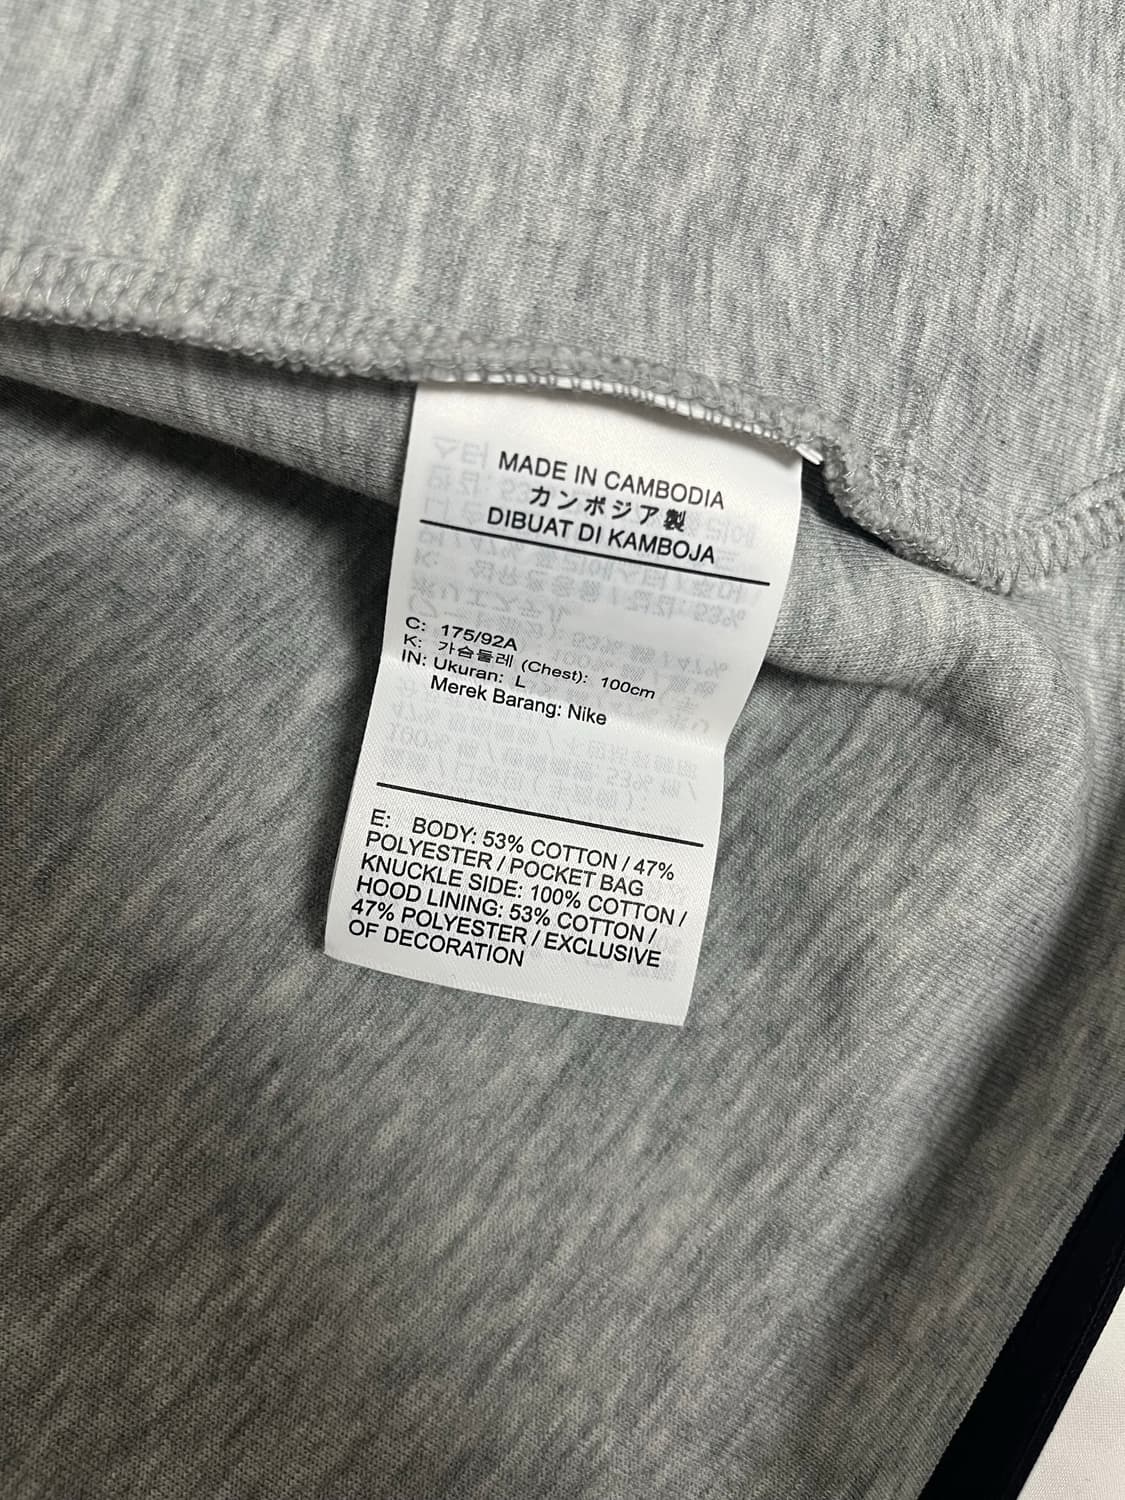 MADE IN CAMBODIA
カンボジア製
DIBUAT DI KAMBOJA
C: 175/92A
K: 가슴둘레 (Chest): 100cm
IN: Ukuran: L
Merek Barang: Nike
E: BODY: 53% COTTON / 47%
POLYESTER / POCKET BAG
KNUCKLE SIDE: 100% COTTON /
HOOD LINING: 53% COTTON /
47% POLYESTER / EXCLUSIVE
OF DECORATION